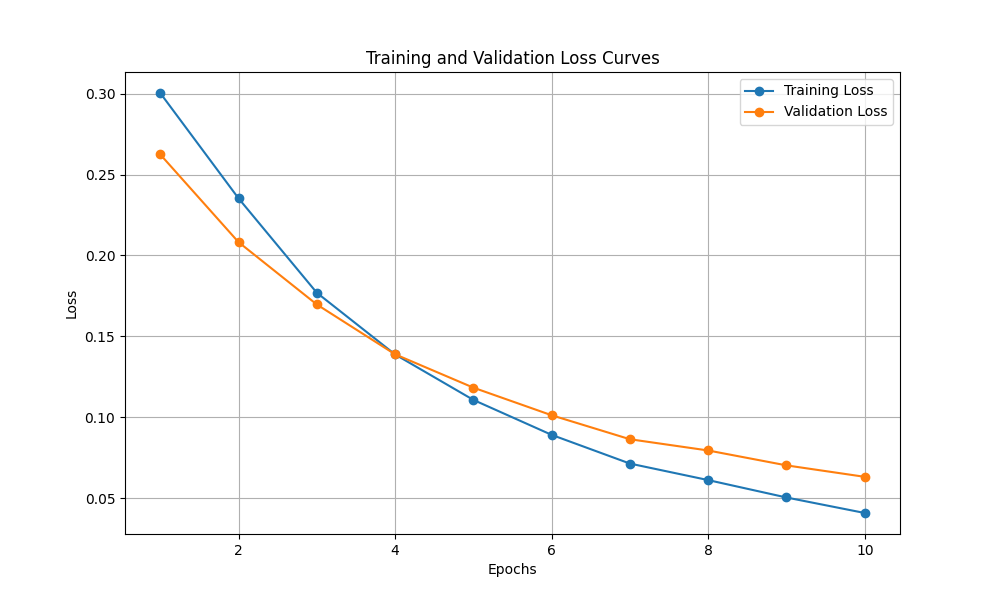 Training and Validation Loss Curves
Training Loss
Validation Loss
0.30
0.25
0.20
0.15
0.10
0.05
Loss
2 4 6 8 10
Epochs